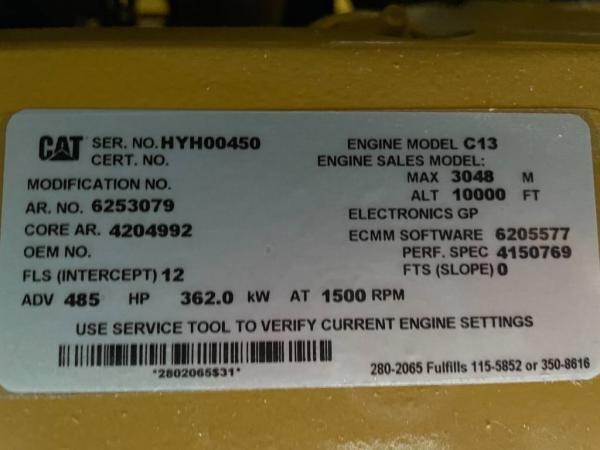 CAT SER. NO. HYH00450 ENGINE MODEL C13
CERT. NO. ENGINE SALES MODEL:
MODIFICATION NO. MAX 3048 M
ALT 10000 FT
AR. NO. 6253079 ELECTRONICS GP
CORE AR. 4204992 ECMM SOFTWARE 6205577
OEM NO. PERF. SPEC 4150769
FLS (INTERCEPT) 12 FTS (SLOPE) 0
ADV 485 HP 362.0 kW AT 1500 RPM
USE SERVICE TOOL TO VERIFY CURRENT ENGINE SETTINGS
*2802065$31* 280-2065 Fulfills 115-5852 or 350-8616